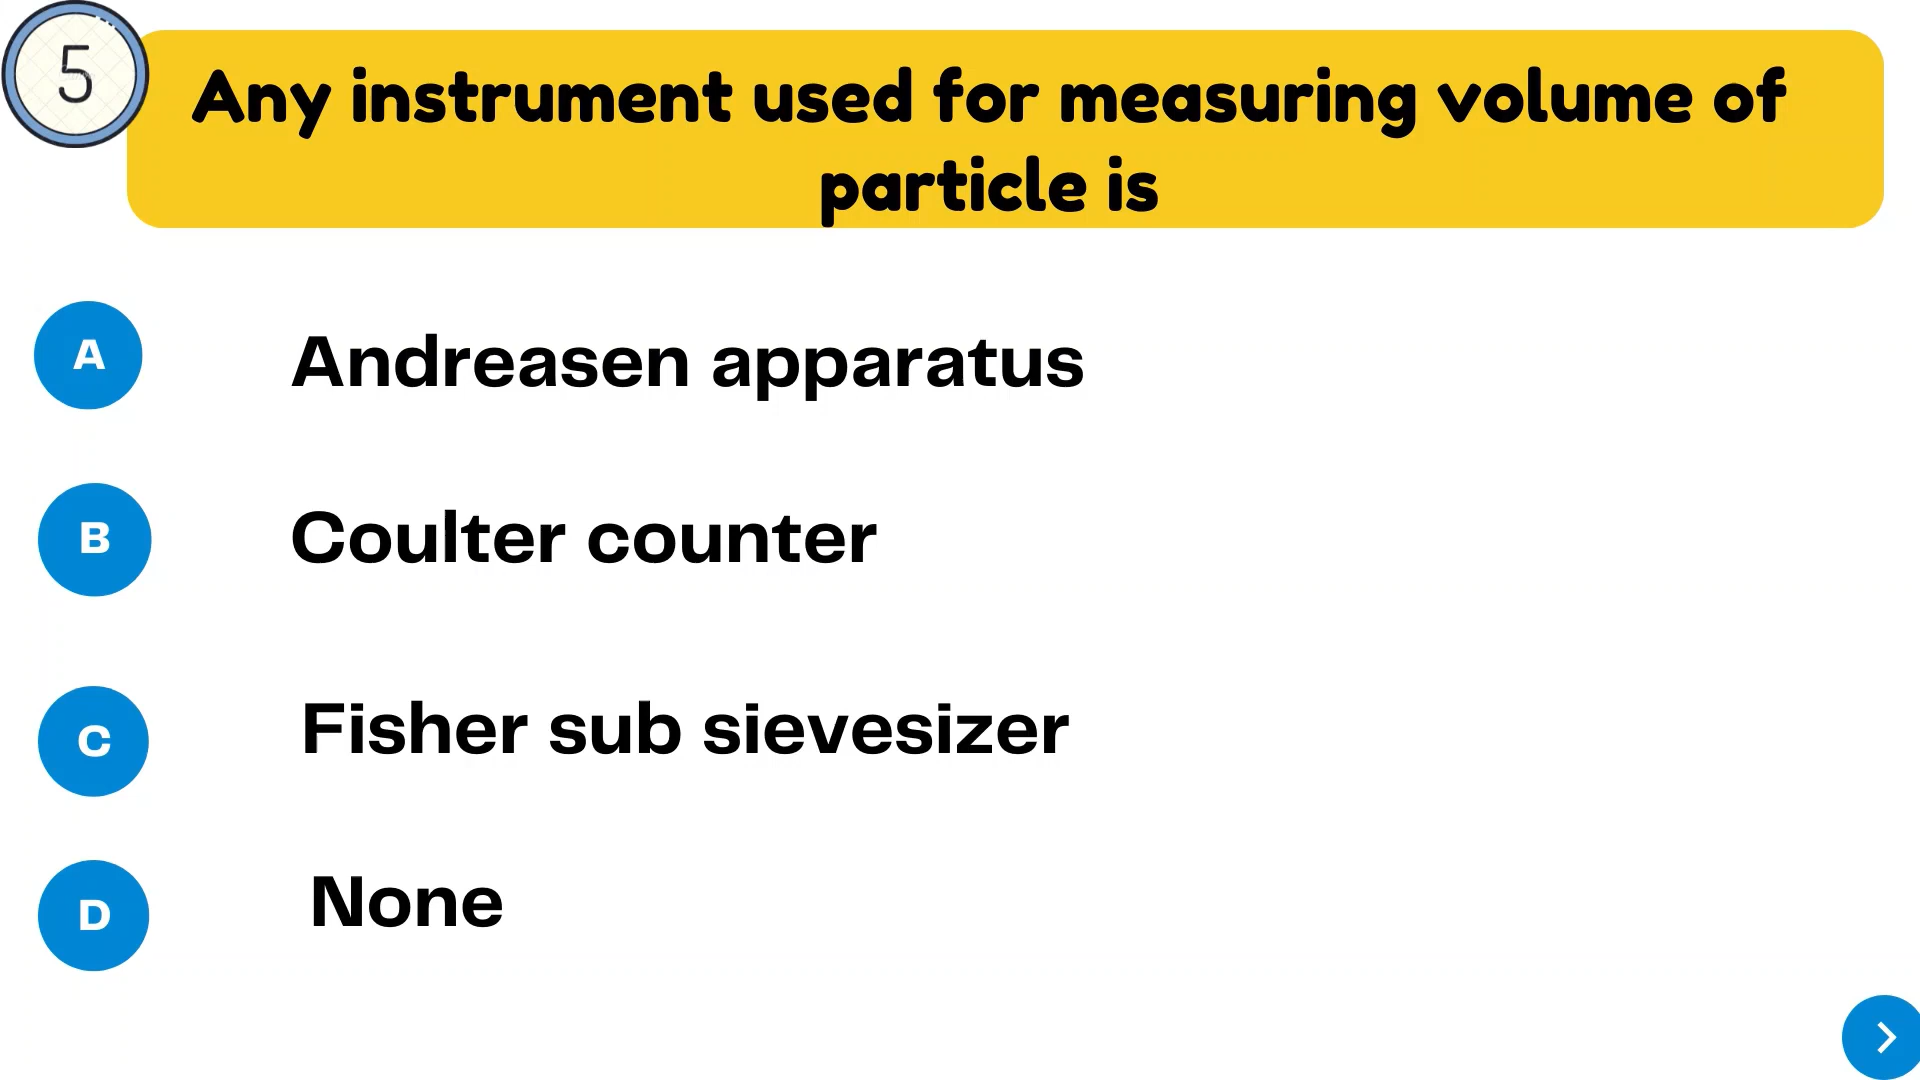 5
Any instrument used for measuring volume of
particle is
A
Andreasen apparatus
B
Coulter counter
C
Fisher sub sievesizer
D
None